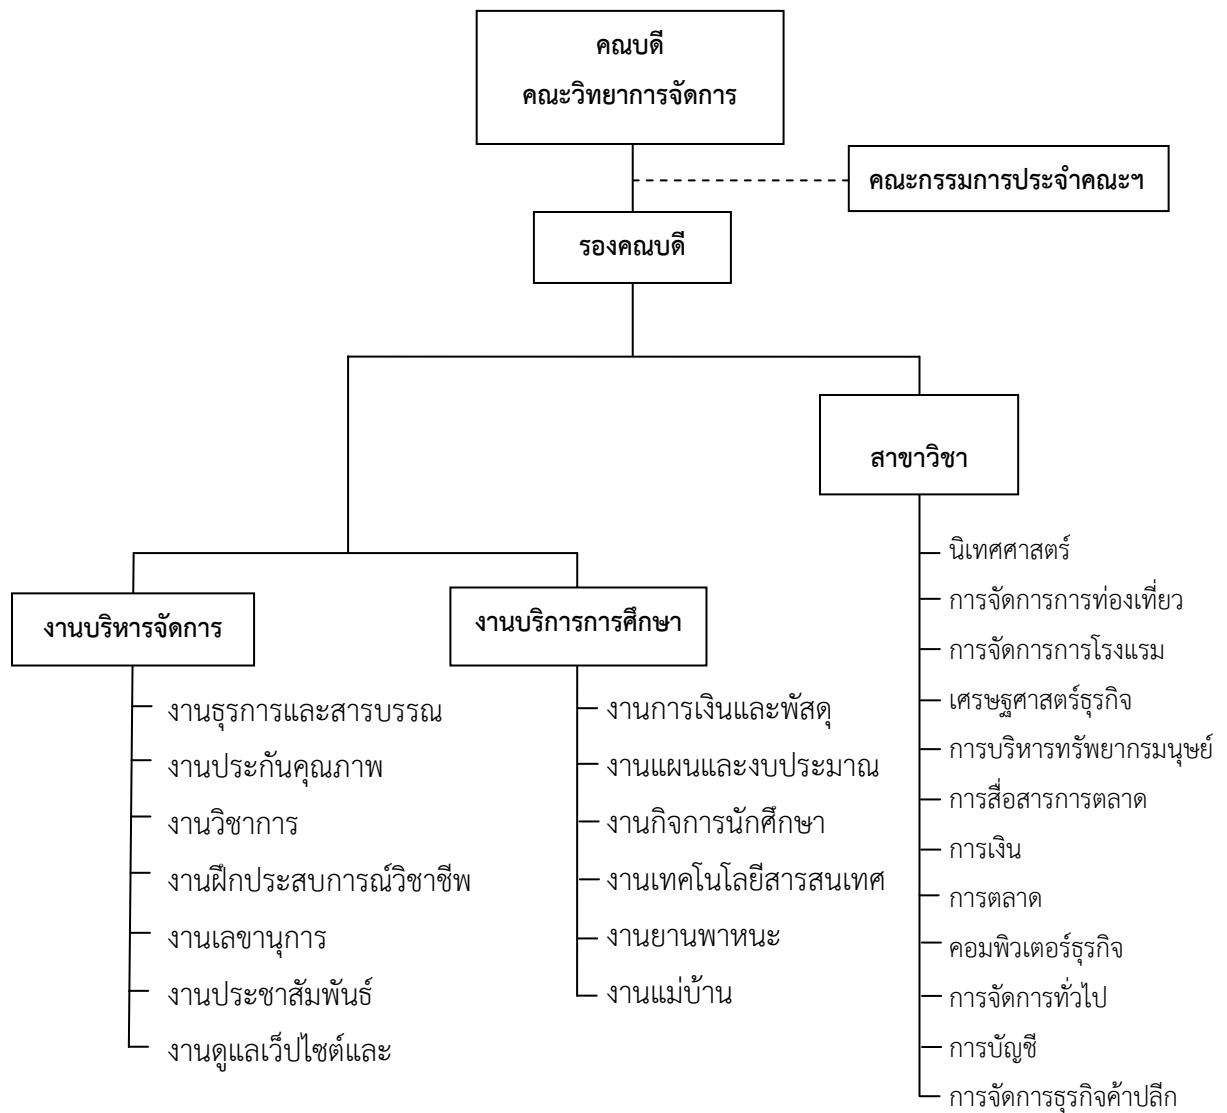 คณบดี
คณะวิทยาการจัดการ
คณะกรรมการประจำคณะฯ
รองคณบดี
สาขาวิชา
นิเทศศาสตร์
การจัดการการท่องเที่ยว
การจัดการการโรงแรม
เศรษฐศาสตร์ธุรกิจ
การบริหารทรัพยากรมนุษย์
การสื่อสารการตลาด
การเงิน
การตลาด
คอมพิวเตอร์ธุรกิจ
การจัดการทั่วไป
การบัญชี
การจัดการธุรกิจค้าปลีก
งานบริหารจัดการ
งานธุรการและสารบรรณ
งานประกันคุณภาพ
งานวิชาการ
งานฝึกประสบการณ์วิชาชีพ
งานเลขานุการ
งานประชาสัมพันธ์
งานดูแลเว็ปไซต์และ
งานบริการการศึกษา
งานการเงินและพัสดุ
งานแผนและงบประมาณ
งานกิจการนักศึกษา
งานเทคโนโลยีสารสนเทศ
งานยานพาหนะ
งานแม่บ้าน